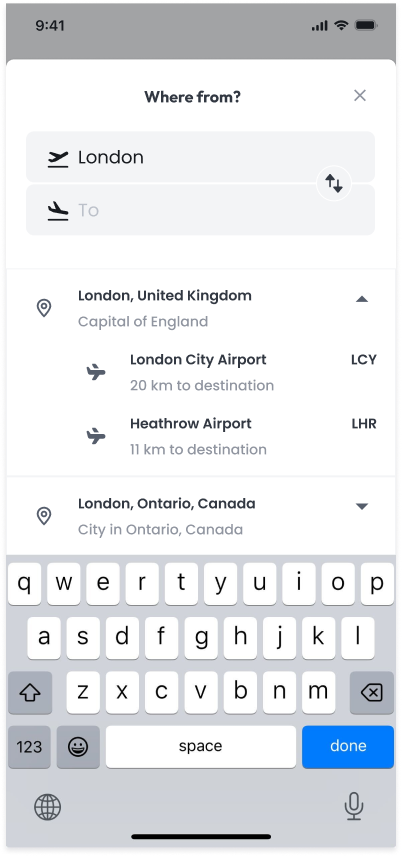 9:41
Where from?
London
To
London, United Kingdom
Capital of England
London City Airport LCY
20 km to destination
Heathrow Airport LHR
11 km to destination
London, Ontario, Canada
City in Ontario, Canada
q w e r t y u i o p
a s d f g h j k l
z x c v b n m
123 space done